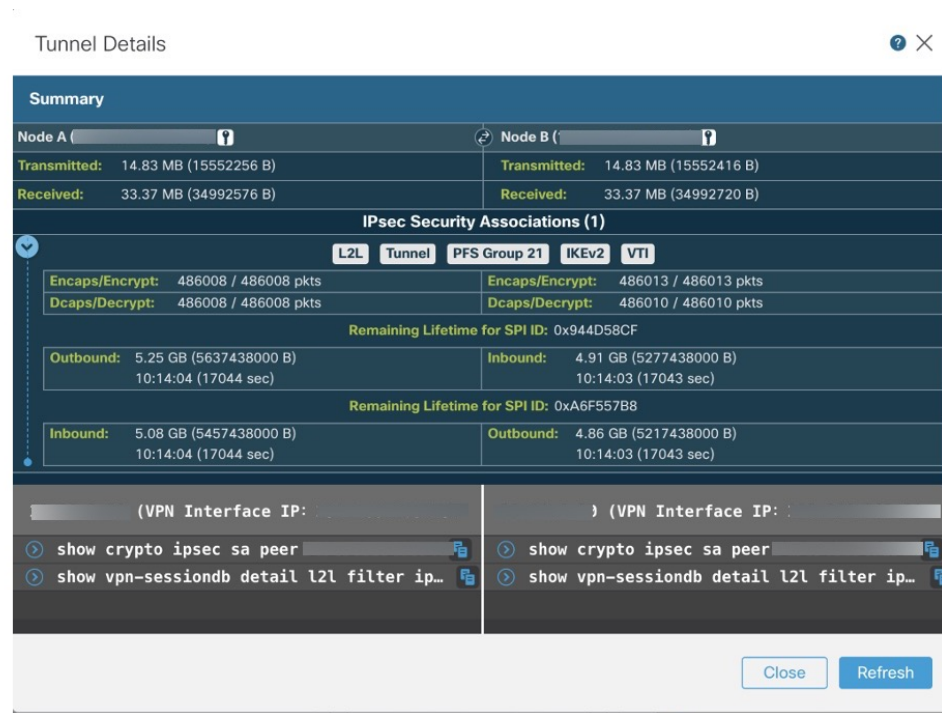 Tunnel Details
?
Summary
Node A (
Node B (
Transmitted: 14.83 MB (15552256 B)
Transmitted: 14.83 MB (15552416 B)
Received: 33.37 MB (34992576 B)
Received: 33.37 MB (34992720 B)
IPsec Security Associations (1)
L2L Tunnel PFS Group 21 IKEv2 VTI
Encaps/Encrypt: 486008 / 486008 pkts
Encaps/Encrypt: 486013 / 486013 pkts
Dcaps/Decrypt: 486008 / 486008 pkts
Dcaps/Decrypt: 486010 / 486010 pkts
Remaining Lifetime for SPI ID: 0x944D58CF
Outbound: 5.25 GB (5637438000 B)
10:14:04 (17044 sec)
Inbound: 4.91 GB (5277438000 B)
10:14:03 (17043 sec)
Remaining Lifetime for SPI ID: 0xA6F557B8
Inbound: 5.08 GB (5457438000 B)
10:14:04 (17044 sec)
Outbound: 4.86 GB (5217438000 B)
10:14:03 (17043 sec)
(VPN Interface IP:
) (VPN Interface IP:
show crypto ipsec sa peer
show crypto ipsec sa peer
show vpn-sessiondb detail l2l filter ip…
show vpn-sessiondb detail l2l filter ip…
Close
Refresh